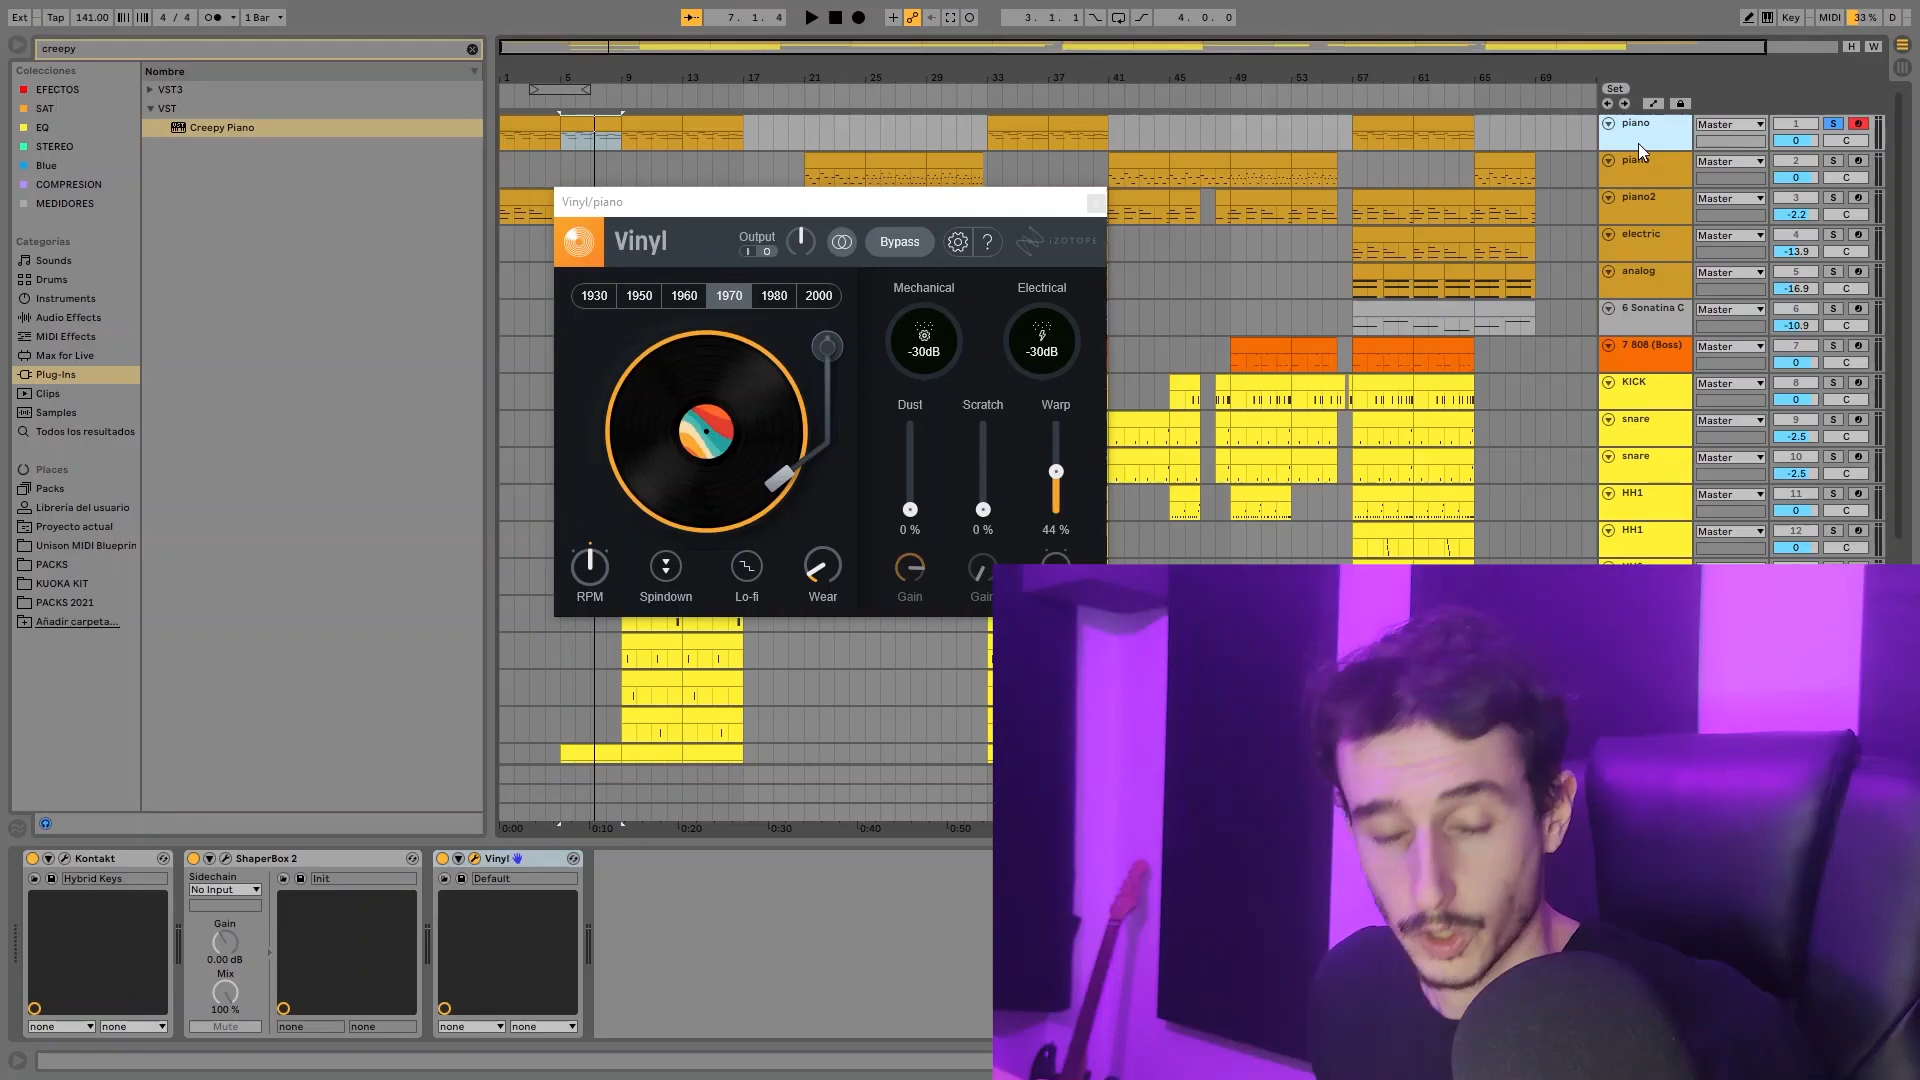 Ext Tap 141.00 4 / 4 1 Bar 7. 1. 4 3. 1. 1 4. 0. 0 Key MIDI 33 % D
creepy
H W
Colecciones
EFECTOS
SAT
EQ
STEREO
Blue
COMPRESION
MEDIDORES
Categorías
Sounds
Drums
Instruments
Audio Effects
MIDI Effects
Max for Live
Plug-Ins
Clips
Samples
Todos los resultados
Places
Packs
Librería del usuario
Proyecto actual
Unison MIDI Blueprin
PACKS
KUOKA KIT
PACKS 2021
Añadir carpeta...
Nombre
VST3
VST
Creepy Piano
1 5 9 13 17 21 25 29 33 37 41 45 49 53 57 61 65 69
Set
piano Master 1 S
0 C
Master 2 S
0 C
piano2 Master 3 S
-2.2 C
electric Master 4 S
-13.9 C
analog Master 5 S
-16.9 C
6 Sonatina C Master 6 S
-10.9 C
7 808 (Boss) Master 7 S
0 C
KICK Master 8 S
0 C
snare Master 9 S
-2.5 C
snare Master 10 S
-2.5 C
HH1 Master 11 S
0 C
HH1 Master 12 S
0 C
Vinyl/piano
Vinyl Output Bypass ? iZOTOPE
1930 1950 1960 1970 1980 2000
Mechanical Electrical
-30dB -30dB
Dust Scratch Warp
0 % 0 % 44 %
RPM Spindown Lo-fi Wear Gain Gain
0:00 0:10 0:20 0:30 0:40 0:50
Kontakt
Hybrid Keys
none none
ShaperBox 2
Sidechain
No Input
Init
Gain
0.00 dB
Mix
100 %
Mute
none none
Vinyl
Default
none none